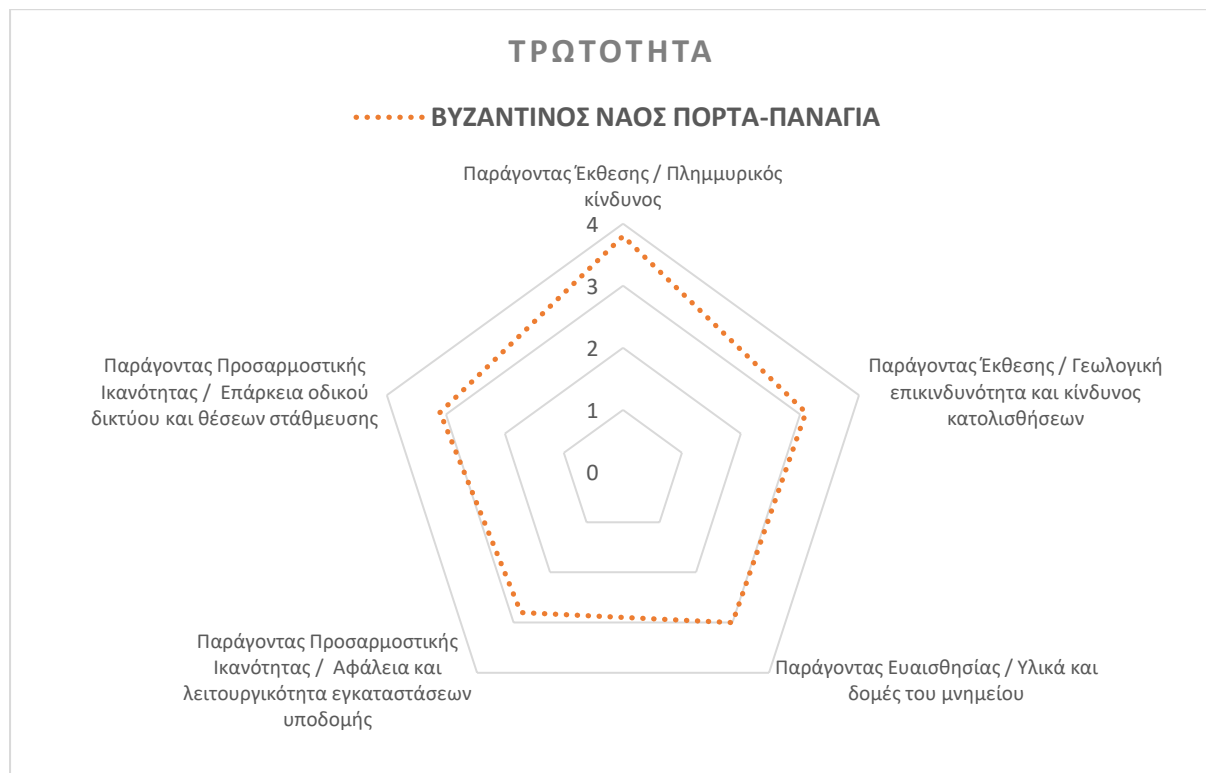 ΤΡΩΤΟΤΗΤΑ
ΒΥΖΑΝΤΙΝΟΣ ΝΑΟΣ ΠΟΡΤΑ-ΠΑΝΑΓΙΑ
Παράγοντας Έκθεσης / Πλημμυρικός
κίνδυνος
4
3
2
1
0
Παράγοντας Έκθεσης / Γεωλογική
επικινδυνότητα και κίνδυνος
κατολισθήσεων
Παράγοντας Ευαισθησίας / Υλικά και
δομές του μνημείου
Παράγοντας Προσαρμοστικής
Ικανότητας / Αφάλεια και
λειτουργικότητα εγκαταστάσεων
υποδομής
Παράγοντας Προσαρμοστικής
Ικανότητας / Επάρκεια οδικού
δικτύου και θέσεων στάθμευσης